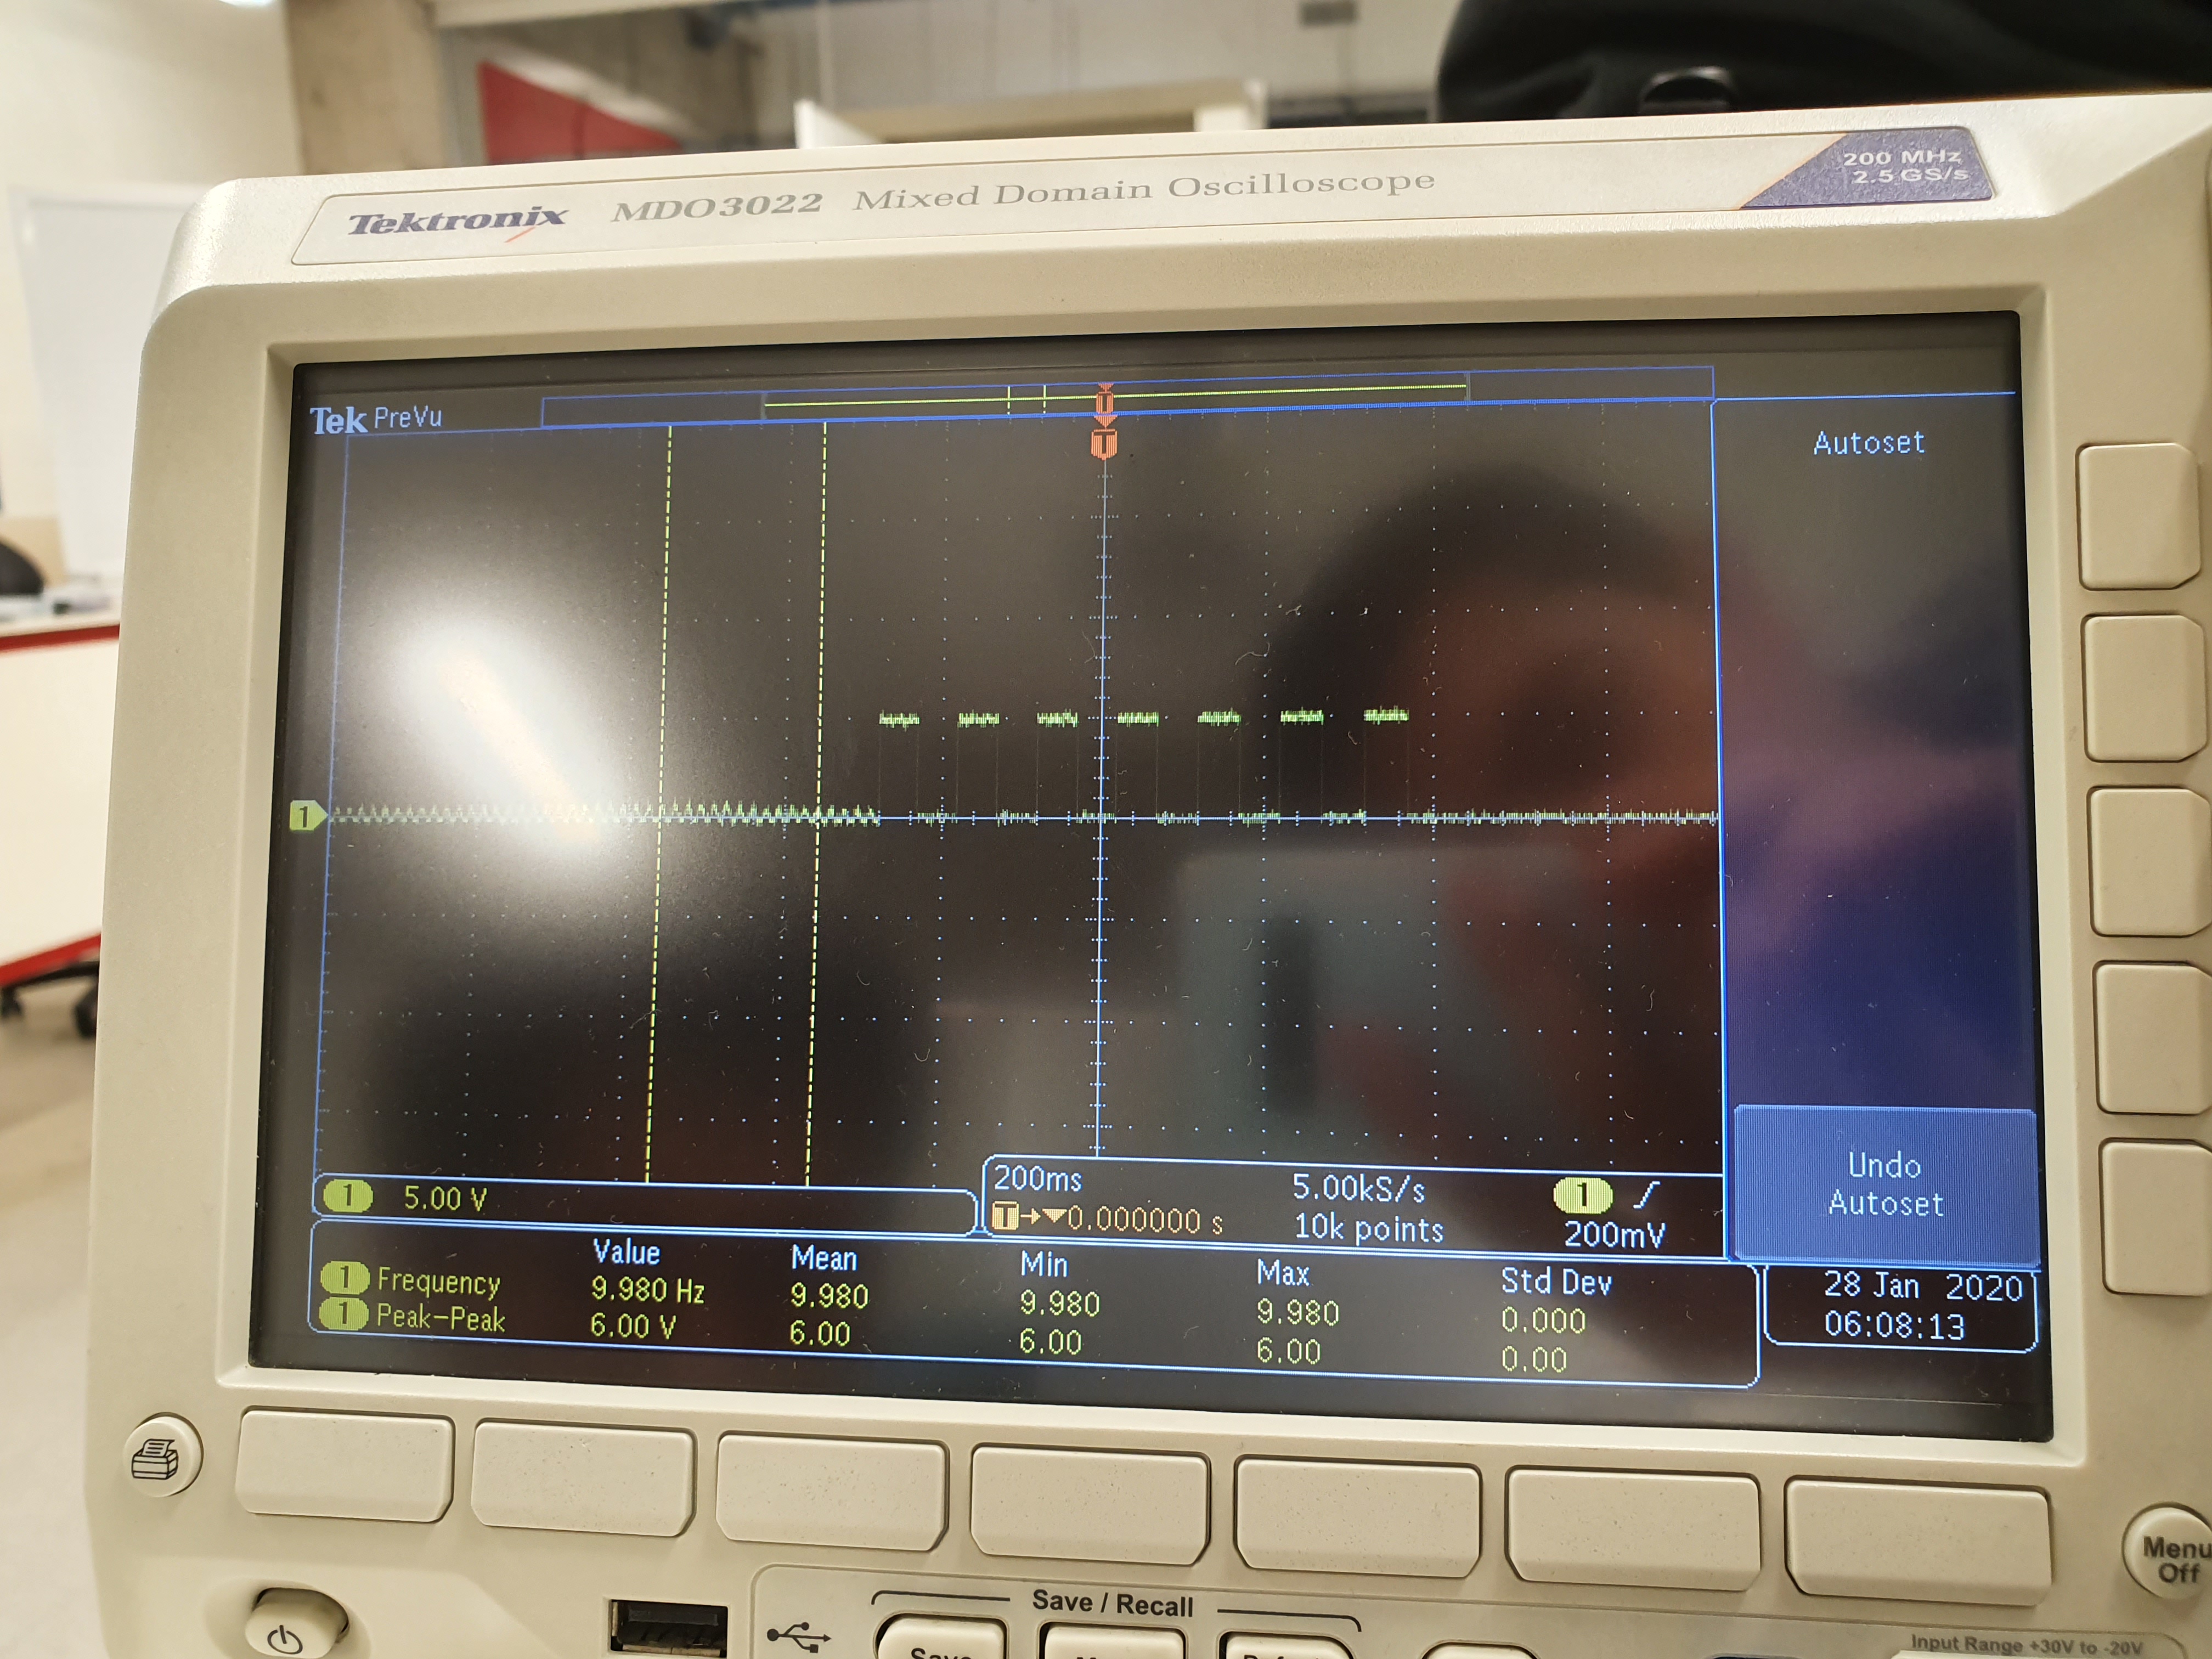 Tektronix MDO3022 Mixed Domain Oscilloscope
200 MHz
2.5 GS/s
Tek PreVu
T
T
Autoset
1
Undo
Autoset
1 5.00 V
200ms 5.00kS/s 1
T→▼0.000000 s 10k points 200mV
Value Mean Min Max Std Dev
1 Frequency 9.980 Hz 9.980 9.980 9.980 0.000
1 Peak-Peak 6.00 V 6.00 6.00 6.00 0.00
28 Jan 2020
06:08:13
Menu
Off
Save / Recall
Save
Input Range +30V to -20V